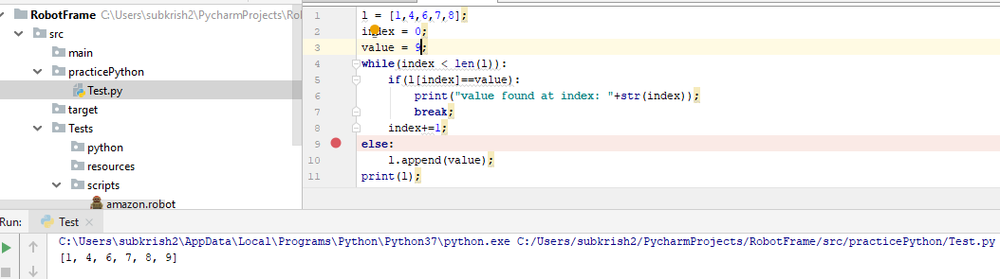 RobotFrame C:\Users\subkrish2\PycharmProjects\Rob
src
main
practicePython
Test.py
target
Tests
python
resources
scripts
amazon.robot
1 l = [1,4,6,7,8];
2 index = 0;
3 value = 9;
4 while(index < len(l)):
5 if(l[index]==value):
6 print("value found at index: "+str(index));
7 break;
8 index+=1;
9 else:
10 l.append(value);
11 print(l);
Run: Test
C:\Users\subkrish2\AppData\Local\Programs\Python\Python37\python.exe C:/Users/subkrish2/PycharmProjects/RobotFrame/src/practicePython/Test.py
[1, 4, 6, 7, 8, 9]